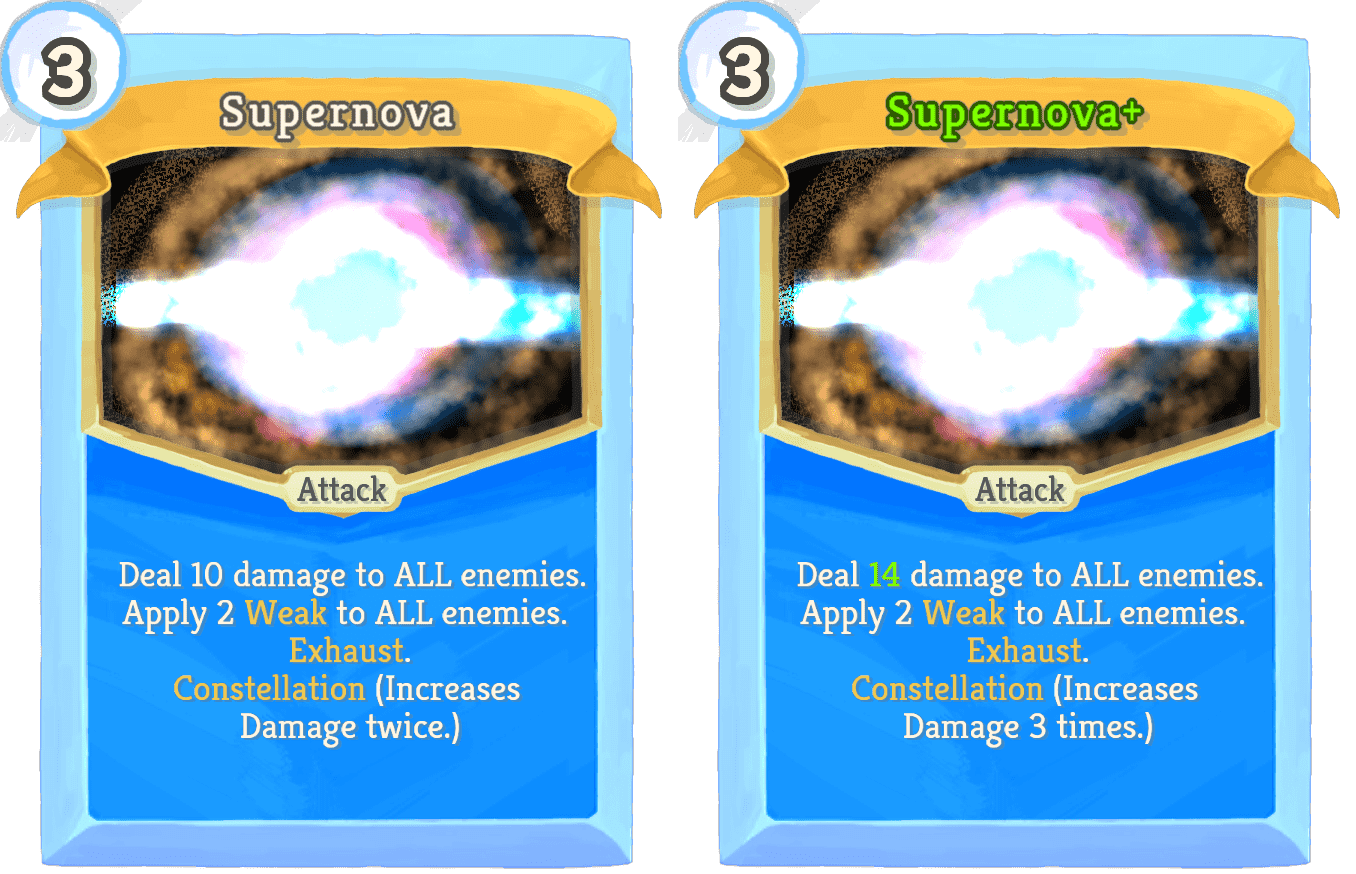 3
Supernova
Attack
Deal 10 damage to ALL enemies.
Apply 2 Weak to ALL enemies.
Exhaust.
Constellation (Increases
Damage twice.)
3
Supernova+
Attack
Deal 14 damage to ALL enemies.
Apply 2 Weak to ALL enemies.
Exhaust.
Constellation (Increases
Damage 3 times.)